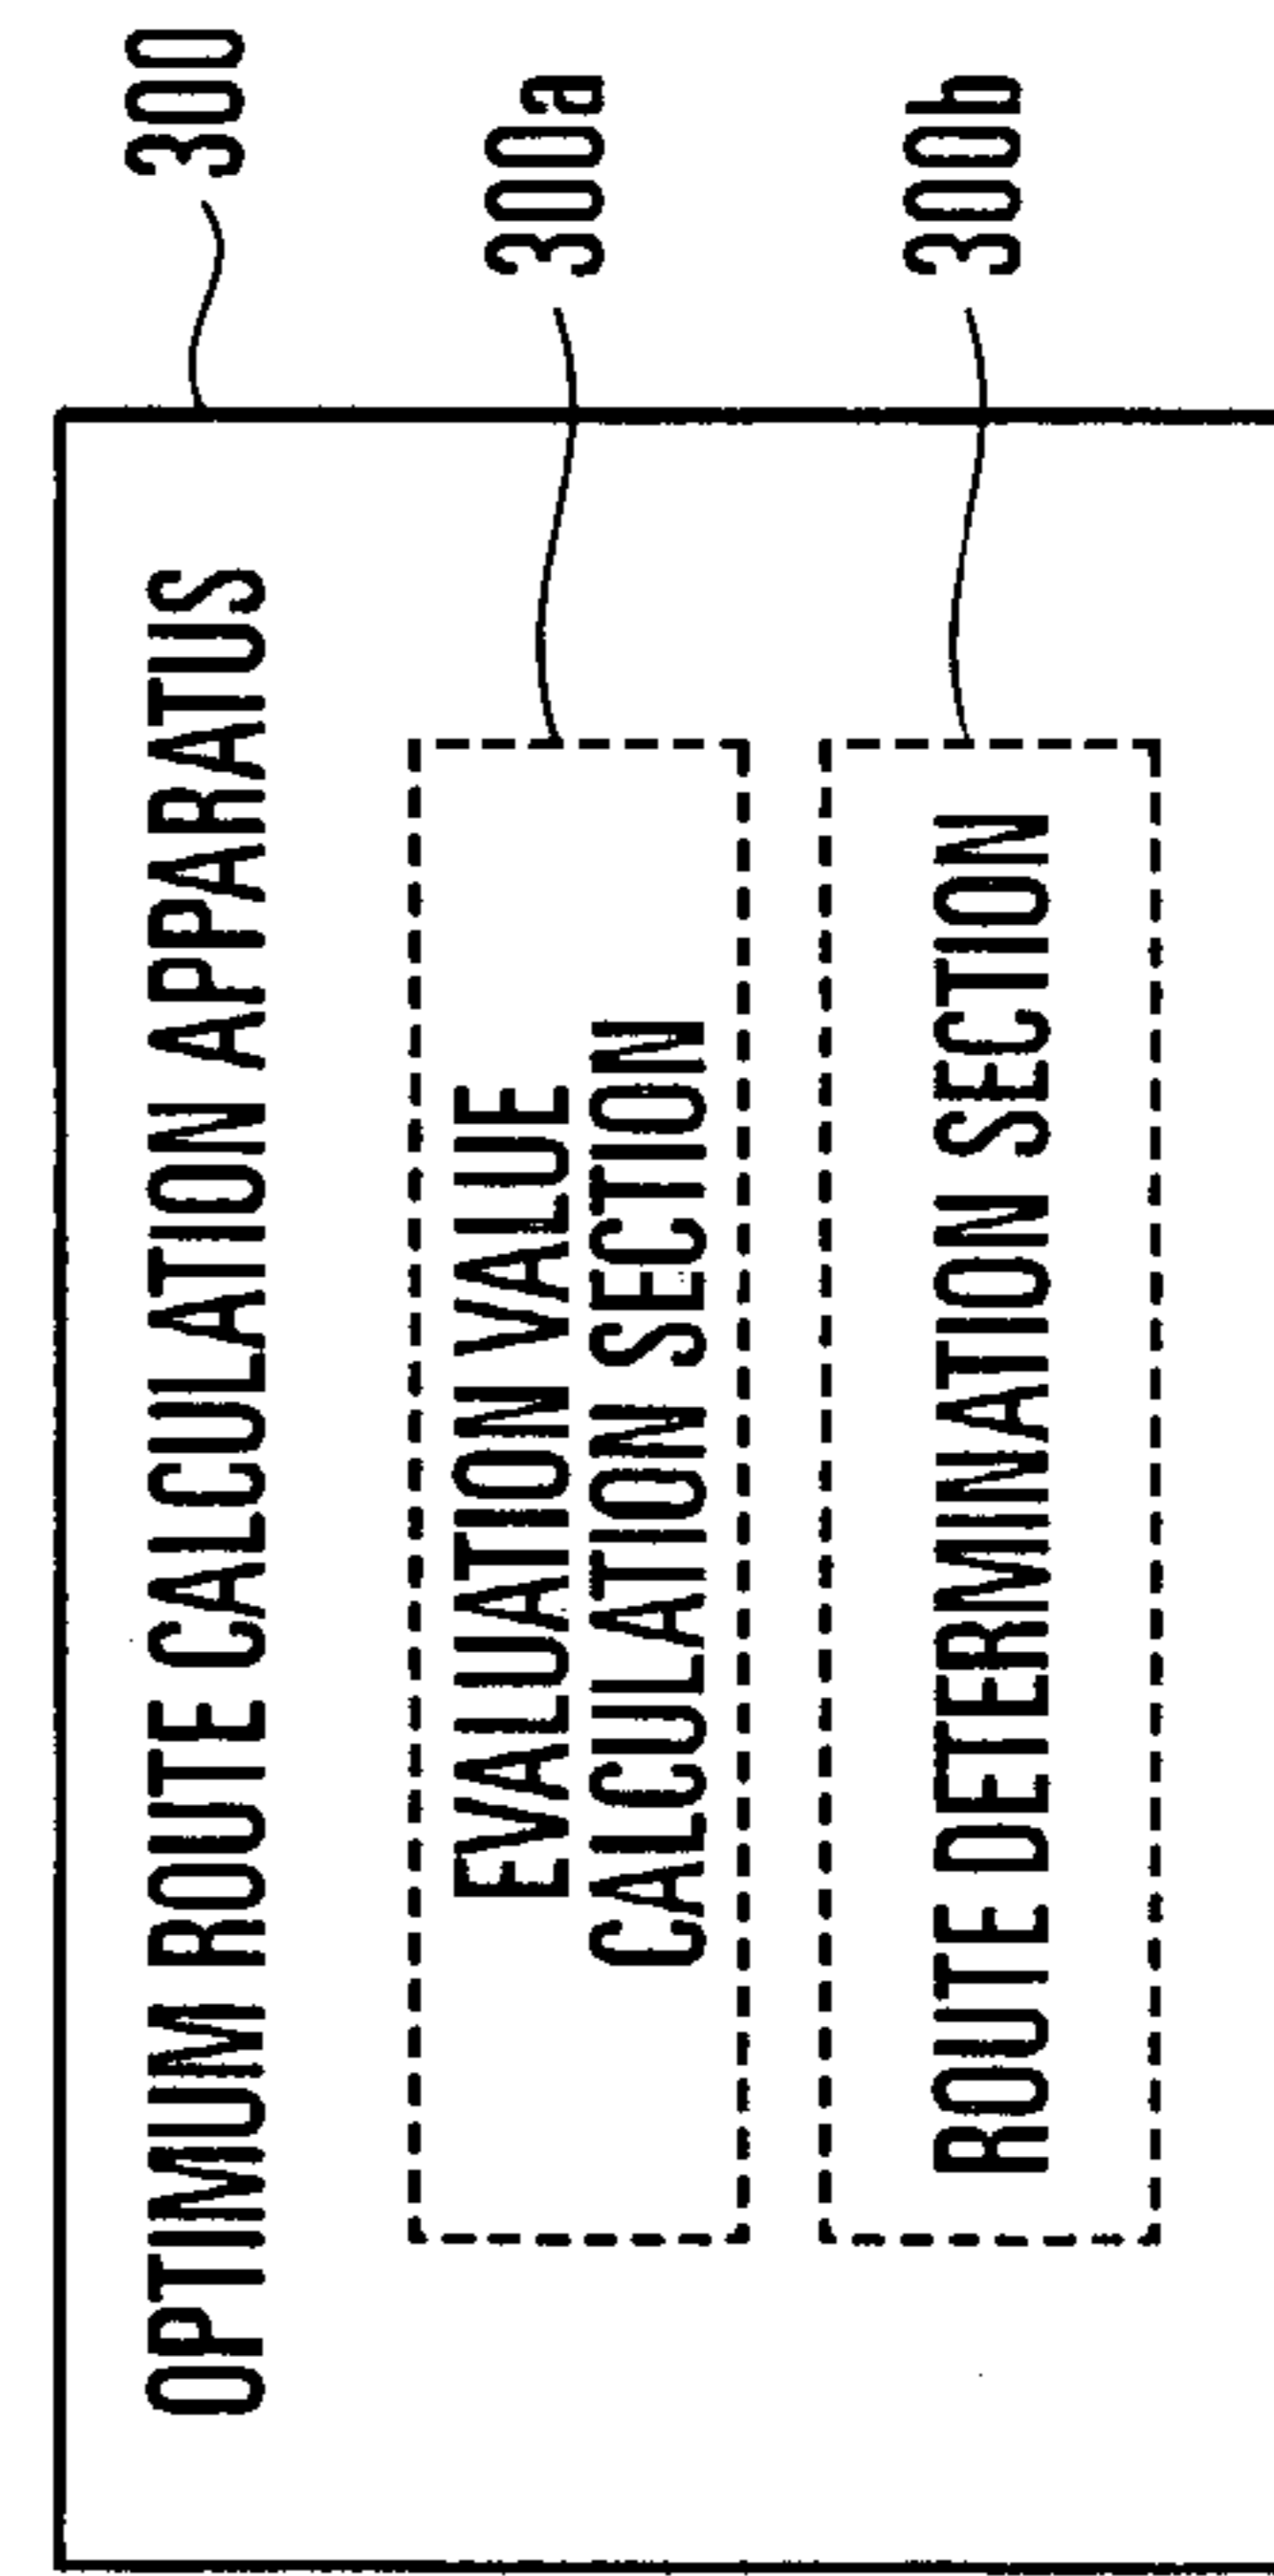 OPTIMUM ROUTE CALCULATION APPARATUS
300
EVALUATION VALUE
CALCULATION SECTION
300a
ROUTE DETERMINATION SECTION
300b